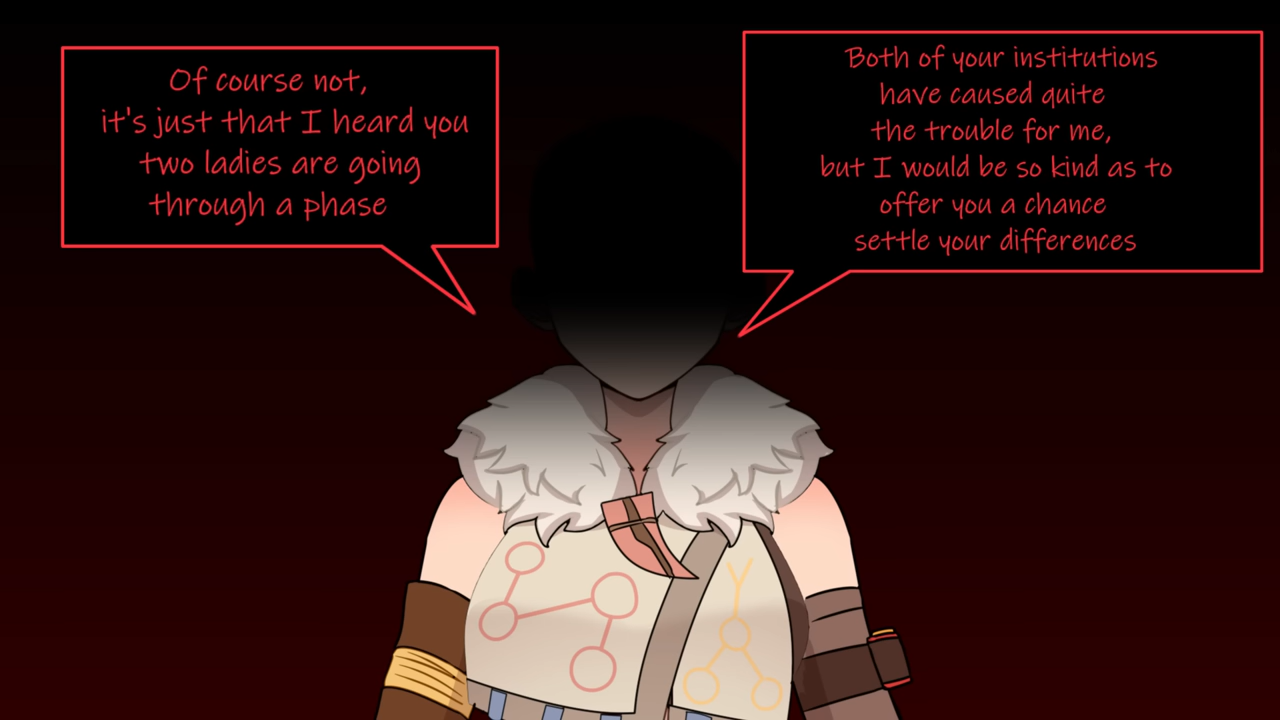 Of course not,
it's just that I heard you
two ladies are going
through a phase
Both of your institutions
have caused quite
the trouble for me,
but I would be so kind as to
offer you a chance
settle your differences